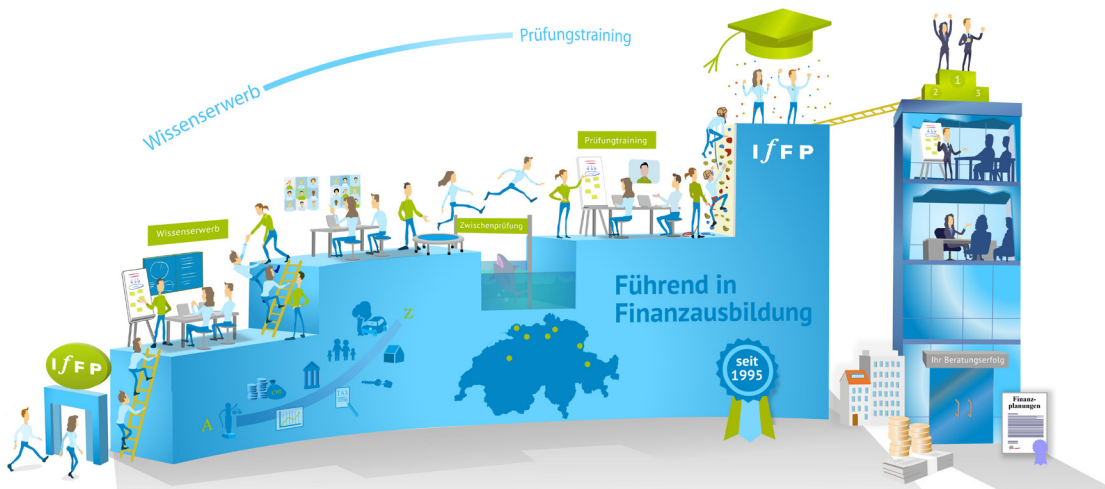 Wissenserwerb
Prüfungstraining
Wissenserwerb
Zwischenprüfung
Prüfungtraining
IfFP
IfFP
A
Z
TAX
Führend in
Finanzausbildung
seit
1995
1
2
3
Ihr Beratungserfolg
Finanz-
planungen